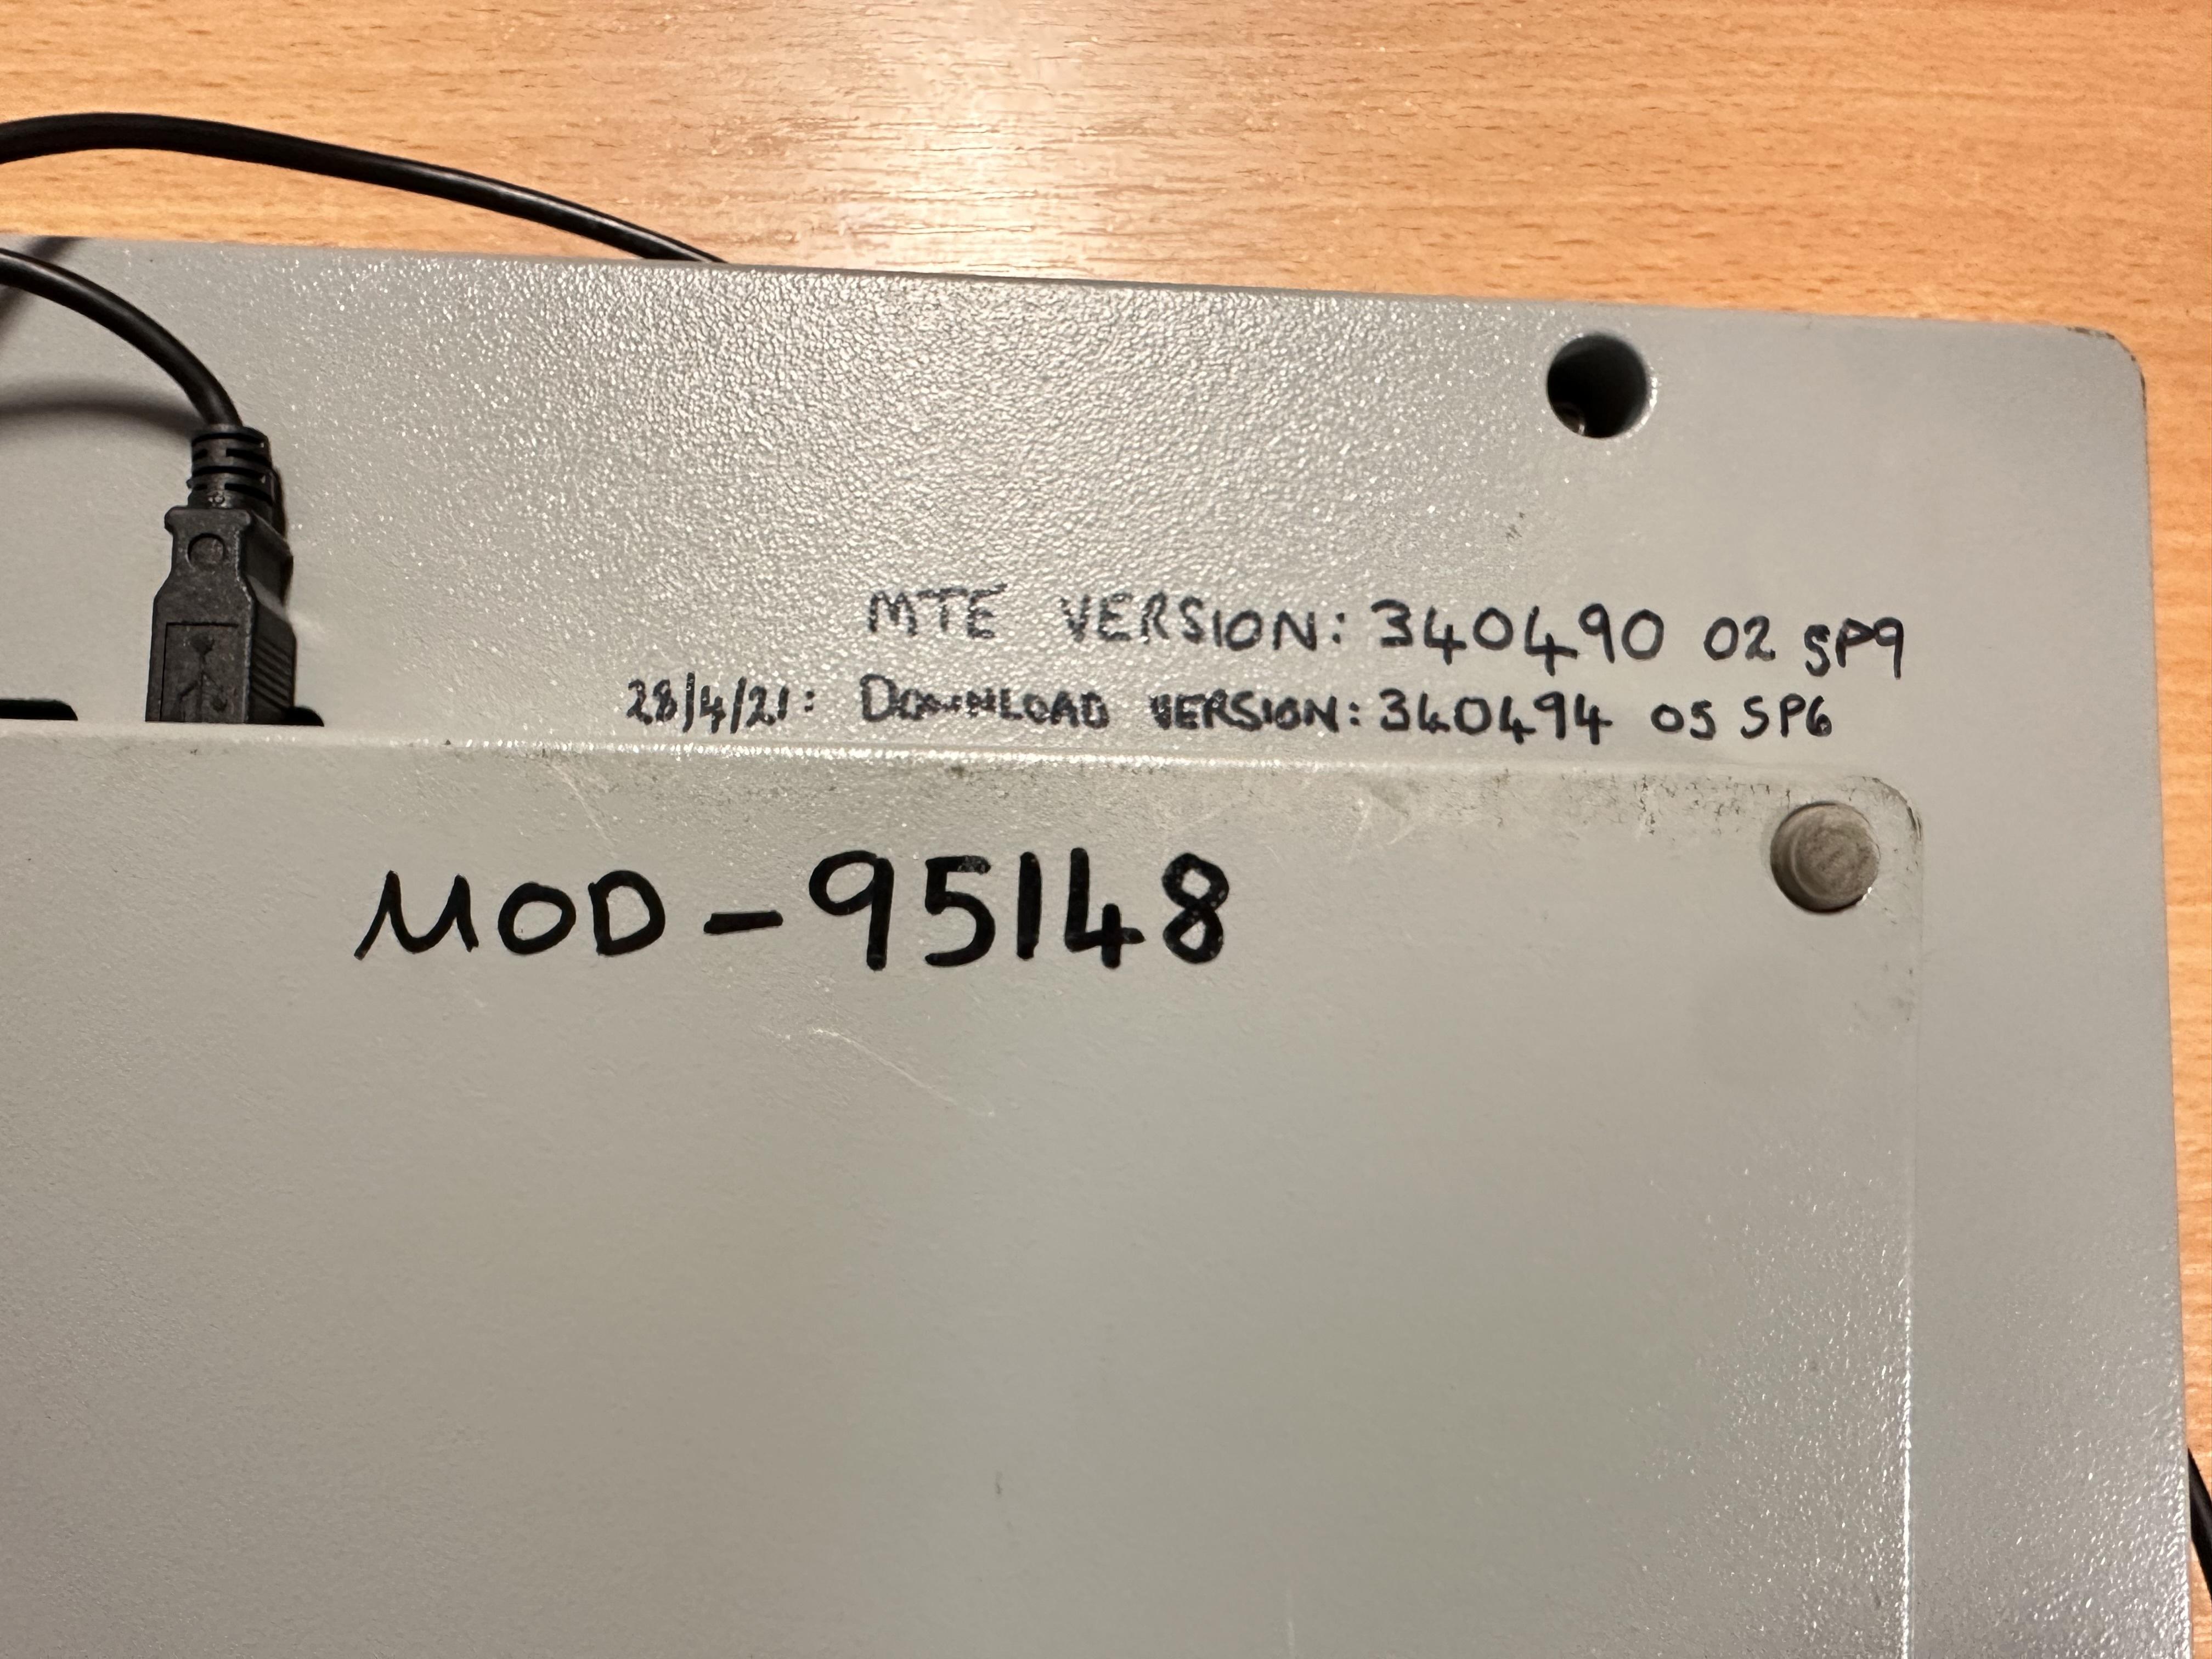 MTE VERSION: 340490 02 SP9
28/4/21: DOWNLOAD VERSION: 340494 05 SP6
MOD-95148